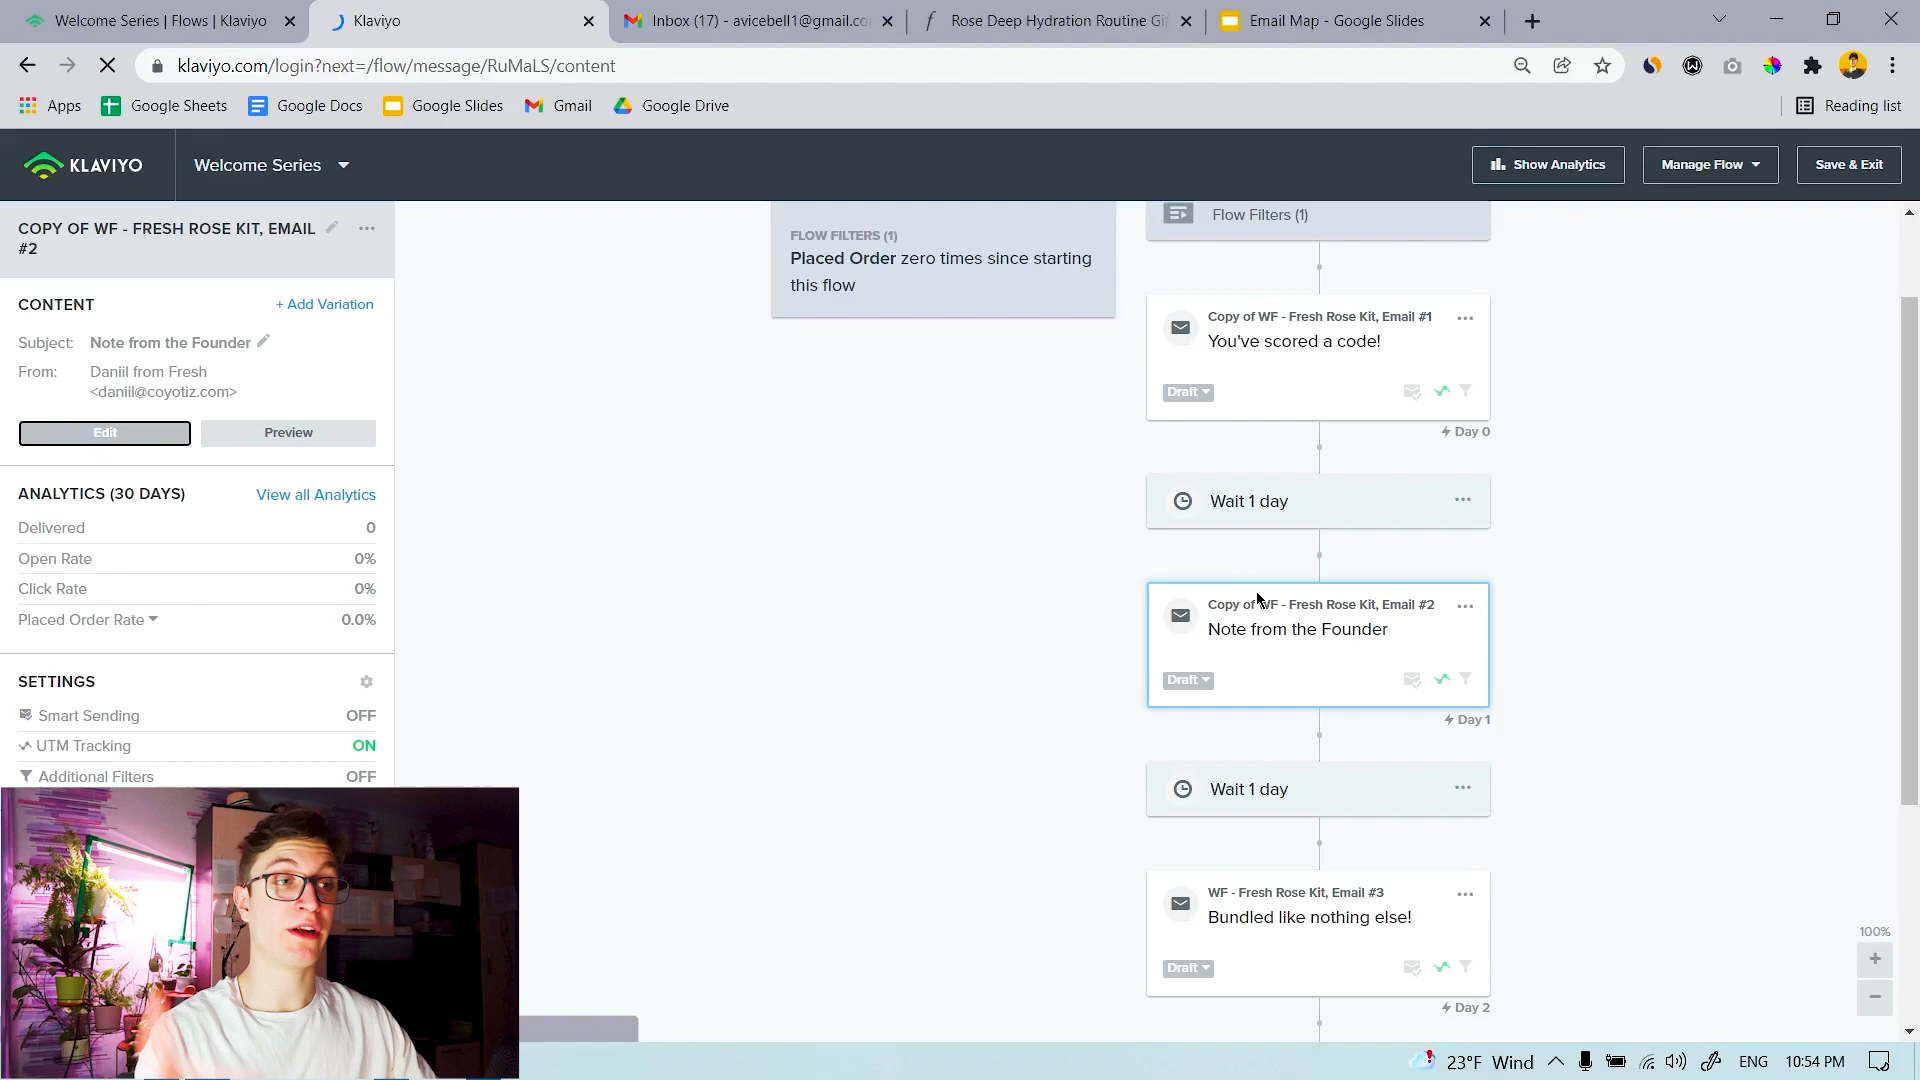 Welcome Series | Flows | Klaviyo
Klaviyo
Inbox (17) - avicebell1@gmail.co
Rose Deep Hydration Routine Gif
Email Map - Google Slides
klaviyo.com/login?next=/flow/message/RuMaLS/content
Apps
Google Sheets
Google Docs
Google Slides
Gmail
Google Drive
Reading list
KLAVIYO
Welcome Series
Show Analytics
Manage Flow
Save & Exit
COPY OF WF - FRESH ROSE KIT, EMAIL
#2
CONTENT
+ Add Variation
Subject: Note from the Founder
From: Daniil from Fresh
<daniil@coyotiz.com>
Edit
Preview
ANALYTICS (30 DAYS)
View all Analytics
Delivered 0
Open Rate 0%
Click Rate 0%
Placed Order Rate 0.0%
SETTINGS
Smart Sending OFF
UTM Tracking ON
Additional Filters OFF
FLOW FILTERS (1)
Placed Order zero times since starting
this flow
Flow Filters (1)
Copy of WF - Fresh Rose Kit, Email #1
You've scored a code!
Draft
Day 0
Wait 1 day
Copy of WF - Fresh Rose Kit, Email #2
Note from the Founder
Draft
Day 1
Wait 1 day
WF - Fresh Rose Kit, Email #3
Bundled like nothing else!
Draft
Day 2
100%
23°F Wind
ENG
10:54 PM